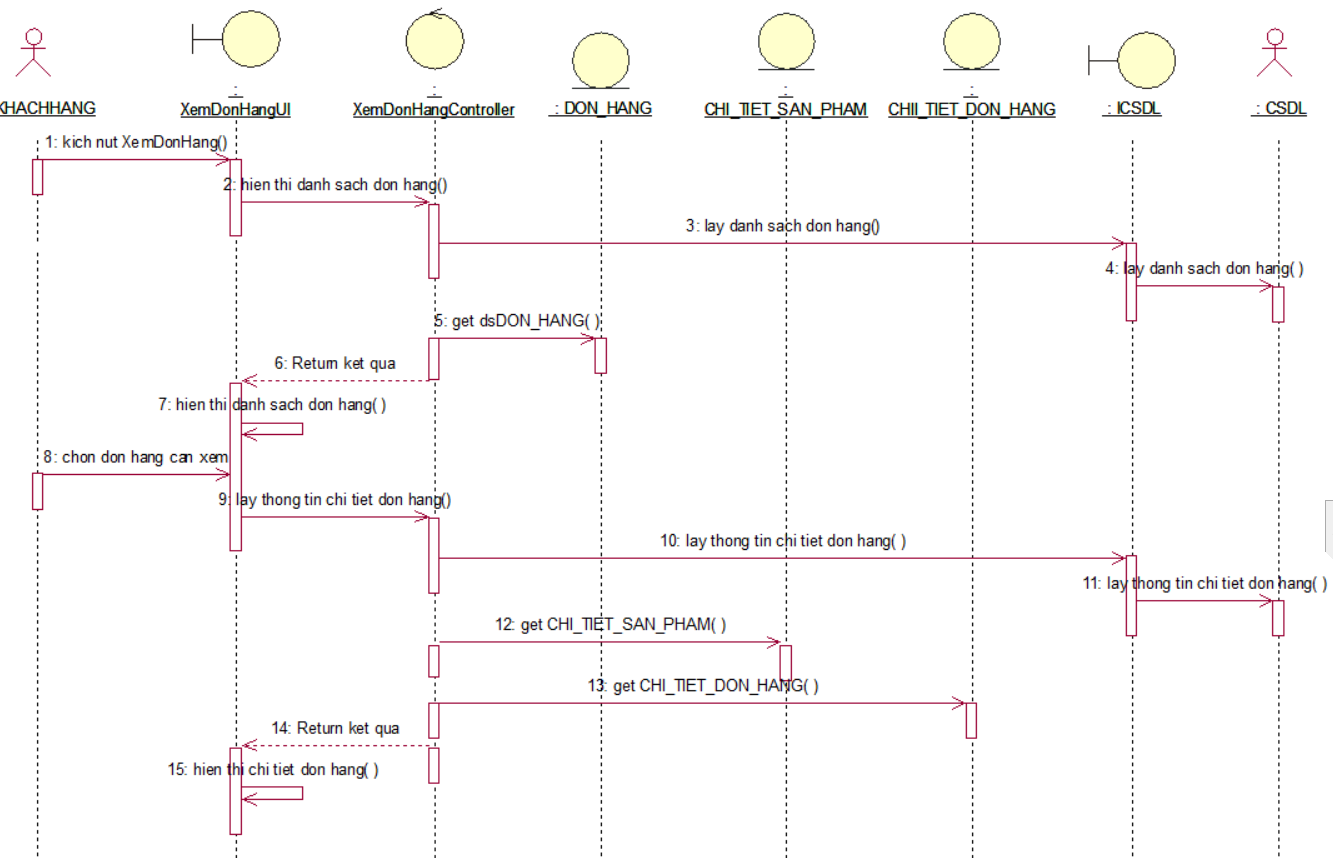 KHACHHANG
:
XemDonHangUI
:
XemDonHangController
: DON_HANG
:
CHI_TIET_SAN_PHAM
:
CHII_TIET_DON_HANG
: ICSDL
: CSDL
1: kich nut XemDonHang()
2: hien thi danh sach don hang()
3: lay danh sach don hang()
4: lay danh sach don hang( )
5: get dsDON_HANG( )
6: Return ket qua
7: hien thi danh sach don hang( )
8: chon don hang can xem
9: lay thong tin chi tiet don hang()
10: lay thong tin chi tiet don hang( )
11: lay thong tin chi tiet don hang( )
12: get CHI_TIET_SAN_PHAM( )
13: get CHI_TIET_DON_HANG( )
14: Return ket qua
15: hien thi chi tiet don hang( )